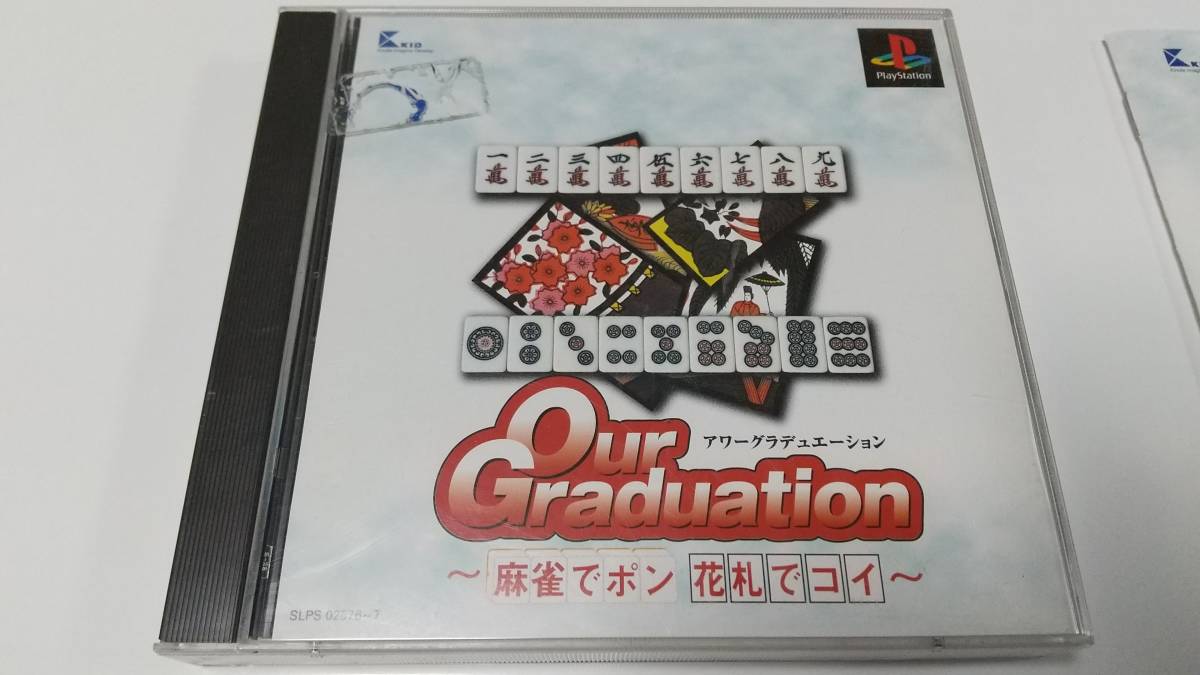 KID
PlayStation
一萬 二萬 三萬 四萬 伍萬 六萬 七萬 八萬 九萬
Our
アワーグラデュエーション
Graduation
～麻雀でポン 花札でコイ～